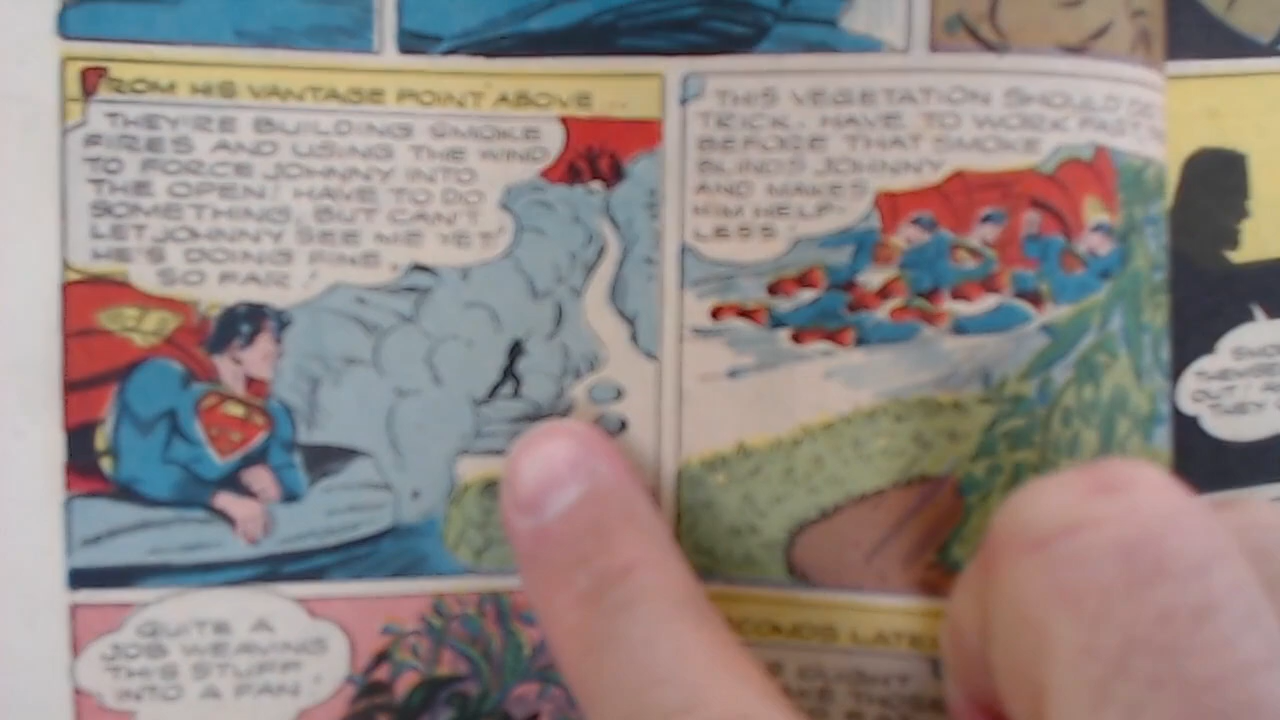 FROM HIS VANTAGE POINT ABOVE...
THEY'RE BUILDING SMOKE
FIRES AND USING THE WIND
TO FORCE JOHNNY INTO
THE OPEN! HAVE TO DO
SOMETHING, BUT CAN'T
LET JOHNNY SEE ME YET!
HE'S DOING FINE,
SO FAR!
THIS VEGETATION SHOULD DO
TRICK. HAVE TO WORK FAST
BEFORE THAT SMOKE
BLINDS JOHNNY
AND MAKES
HIM HELP-
LESS!
QUITE A
JOB WEAVING
THIS STUFF
INTO A FAN!
SECONDS LATER
OUT!
THEY